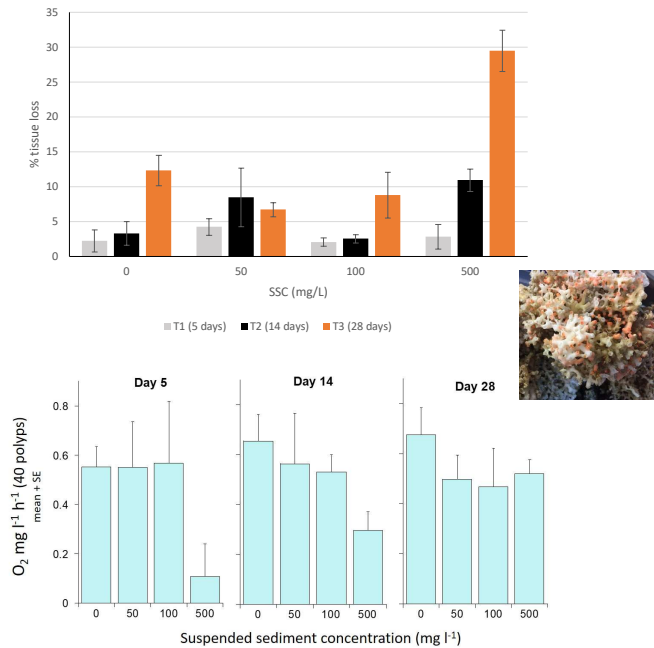 35
30
25
20
15
10
5
0
% tissue loss
0 50 100 500
SSC (mg/L)
T1 (5 days) T2 (14 days) T3 (28 days)
Day 5 Day 14 Day 28
0.8
0.6
0.4
0.2
0
O₂ mg l⁻¹ h⁻¹ (40 polyps)
mean + SE
0 50 100 500 0 50 100 500 0 50 100 500
Suspended sediment concentration (mg l⁻¹)